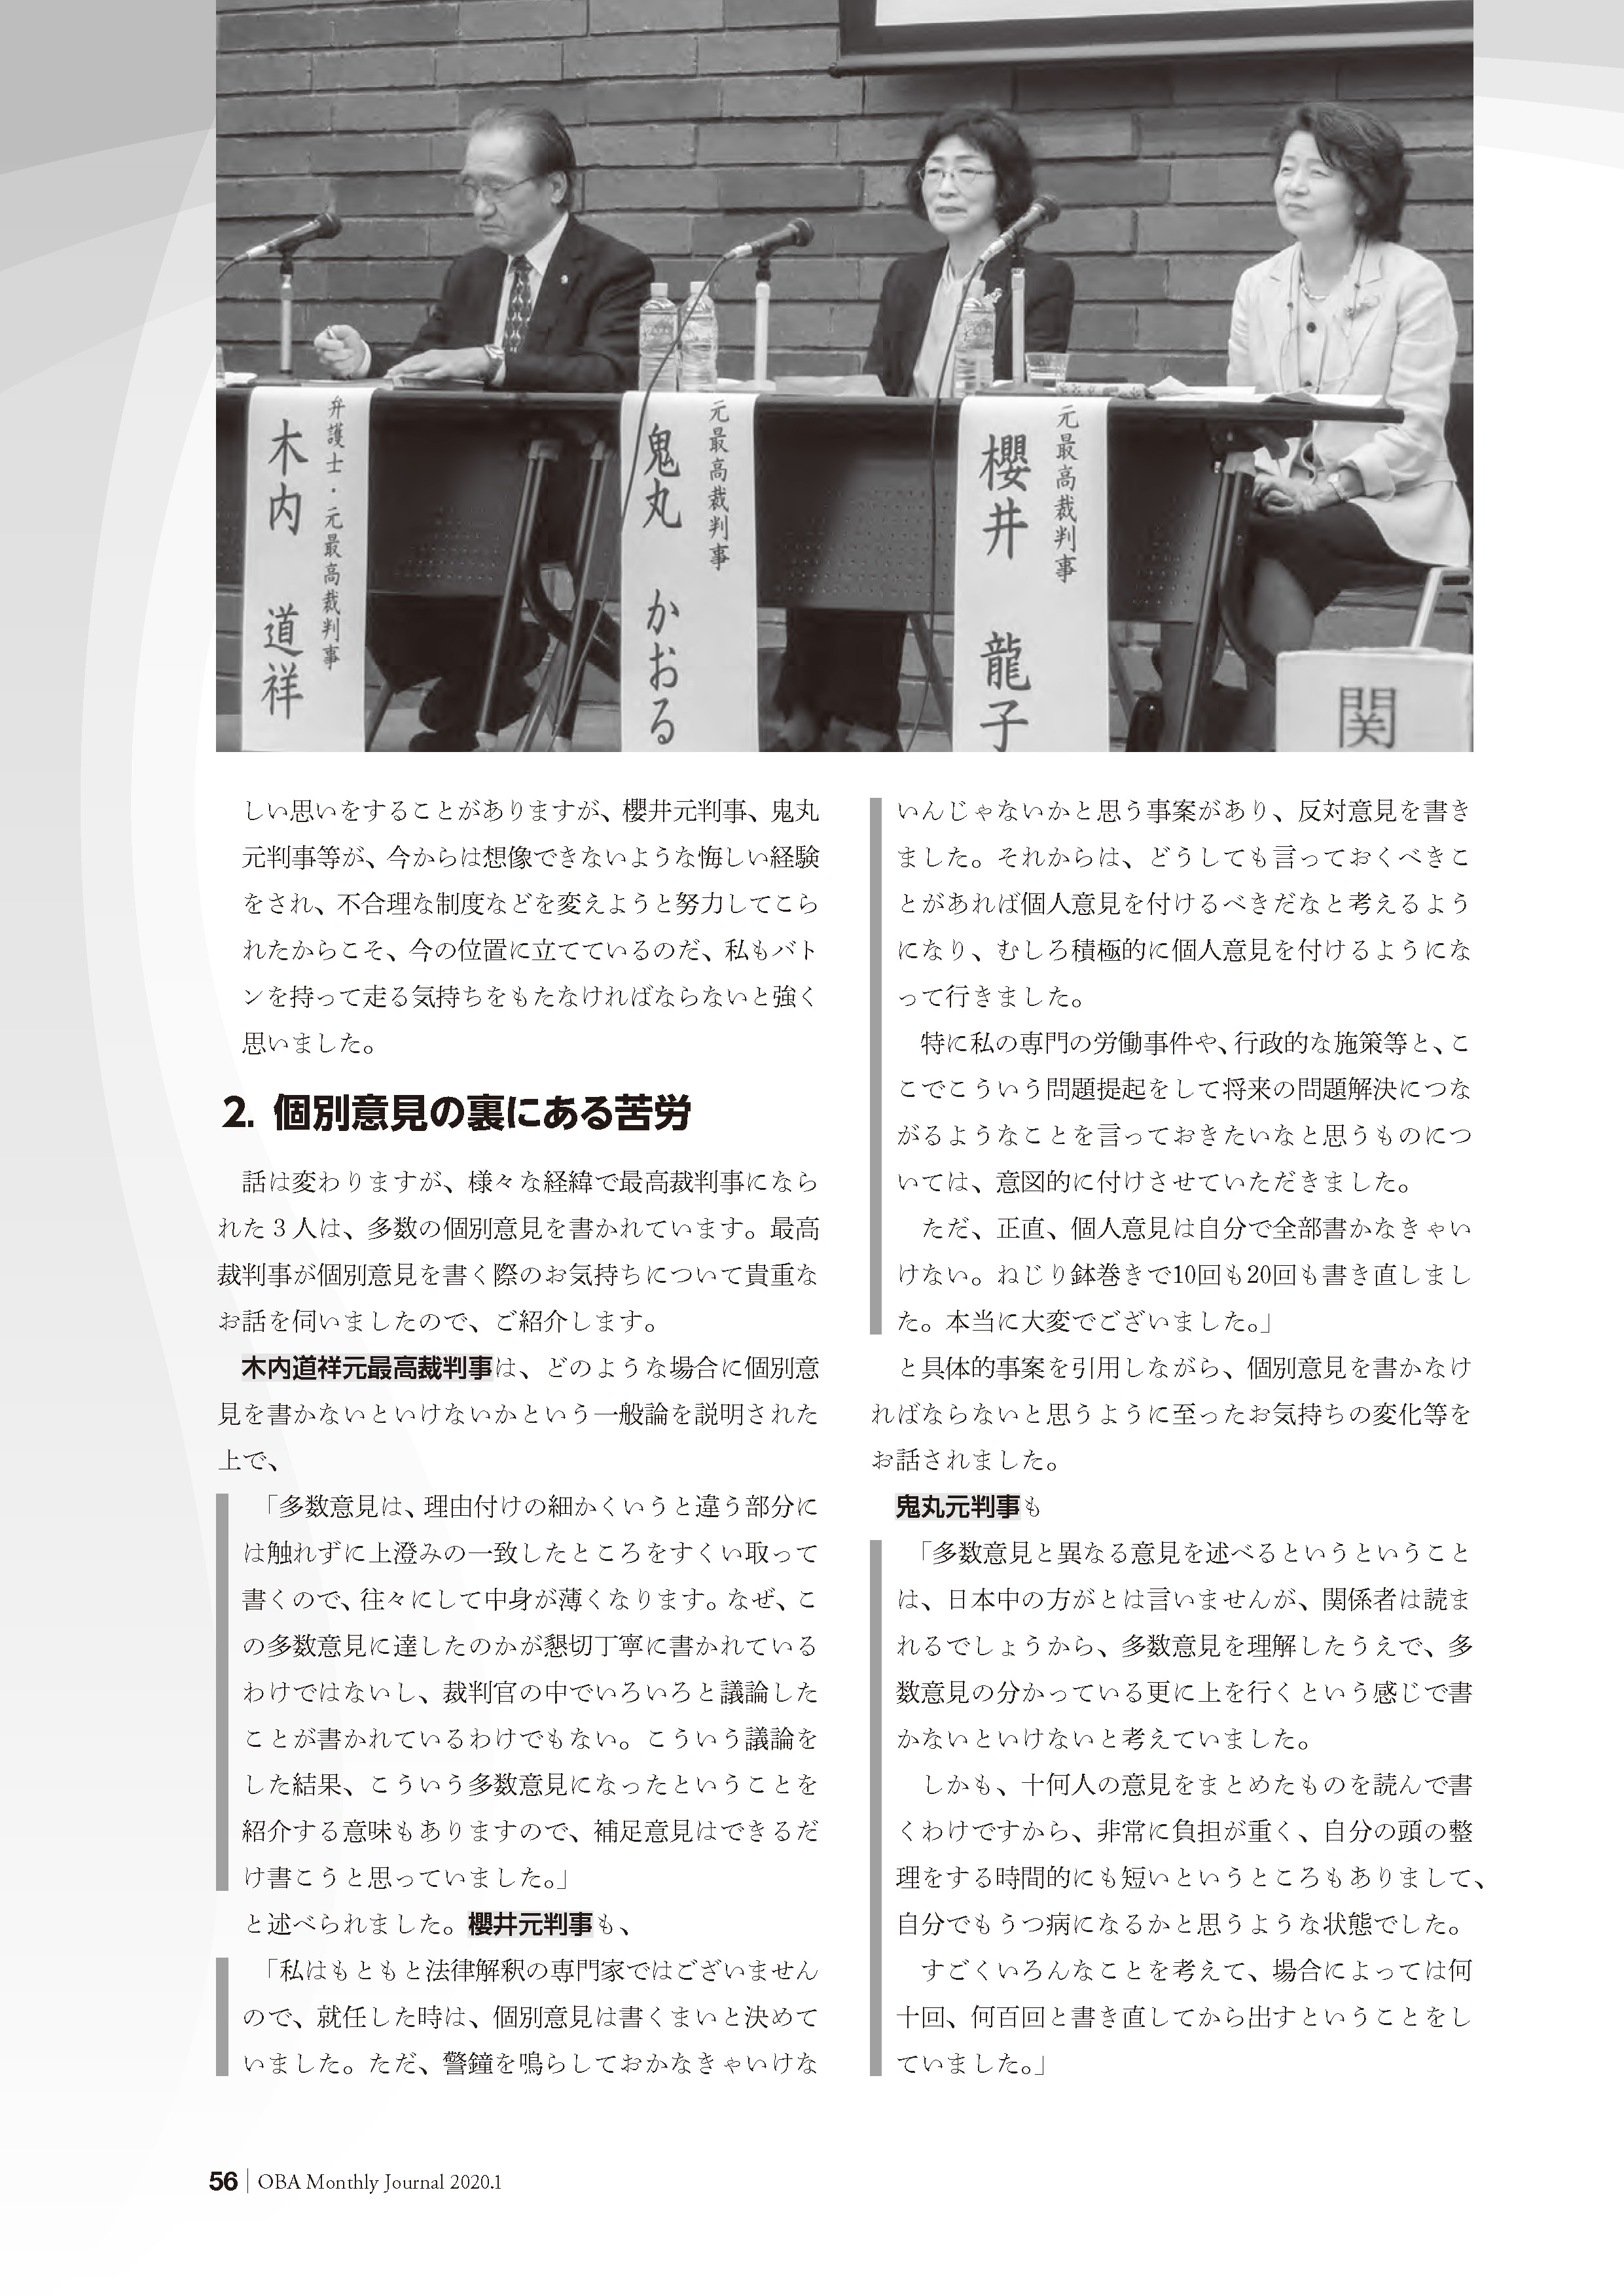 弁護士・元最高裁判事
木内 道祥
元最高裁判事
鬼丸 かおる
元最高裁判事
櫻井 龍子
関
しい思いをすることがありますが、櫻井元判事、鬼丸
元判事等が、今からは想像できないような悔しい経験
をされ、不合理な制度などを変えようと努力してこら
れたからこそ、今の位置に立てているのだ、私もバト
ンを持って走る気持ちをもたなければならないと強く
思いました。
2. 個別意見の裏にある苦労
話は変わりますが、様々な経緯で最高裁判事になら
れた3人は、多数の個別意見を書かれています。最高
裁判事が個別意見を書く際のお気持ちについて貴重な
お話を伺いましたので、ご紹介します。
木内道祥元最高裁判事は、どのような場合に個別意
見を書かないといけないかという一般論を説明された
上で、
「多数意見は、理由付けの細かくいうと違う部分に
は触れずに上澄みの一致したところをすくい取って
書くので、往々にして中身が薄くなります。なぜ、こ
の多数意見に達したのかが懇切丁寧に書かれている
わけではないし、裁判官の中でいろいろと議論した
ことが書かれているわけでもない。こういう議論を
した結果、こういう多数意見になったということを
紹介する意味もありますので、補足意見はできるだ
け書こうと思っていました。」
と述べられました。櫻井元判事も、
「私はもともと法律解釈の専門家ではございません
ので、就任した時は、個別意見は書くまいと決めて
いました。ただ、警鐘を鳴らしておかなきゃいけな
いんじゃないかと思う事案があり、反対意見を書き
ました。それからは、どうしても言っておくべきこ
とがあれば個人意見を付けるべきだなと考えるよう
になり、むしろ積極的に個人意見を付けるようにな
って行きました。
特に私の専門の労働事件や、行政的な施策等と、こ
こでこういう問題提起をして将来の問題解決につな
がるようなことを言っておきたいなと思うものにつ
いては、意図的に付けさせていただきました。
ただ、正直、個人意見は自分で全部書かなきゃい
けない。ねじり鉢巻きで10回も20回も書き直しまし
た。本当に大変でございました。」
と具体的事案を引用しながら、個別意見を書かなけ
ればならないと思うように至ったお気持ちの変化等を
お話されました。
鬼丸元判事も
「多数意見と異なる意見を述べるというということ
は、日本中の方がとは言いませんが、関係者は読ま
れるでしょうから、多数意見を理解したうえで、多
数意見の分かっている更に上を行くという感じで書
かないといけないと考えていました。
しかも、十何人の意見をまとめたものを読んで書
くわけですから、非常に負担が重く、自分の頭の整
理をする時間的にも短いというところもありまして、
自分でもうつ病になるかと思うような状態でした。
すごくいろんなことを考えて、場合によっては何
十回、何百回と書き直してから出すということをし
ていました。」
56 OBA Monthly Journal 2020.1